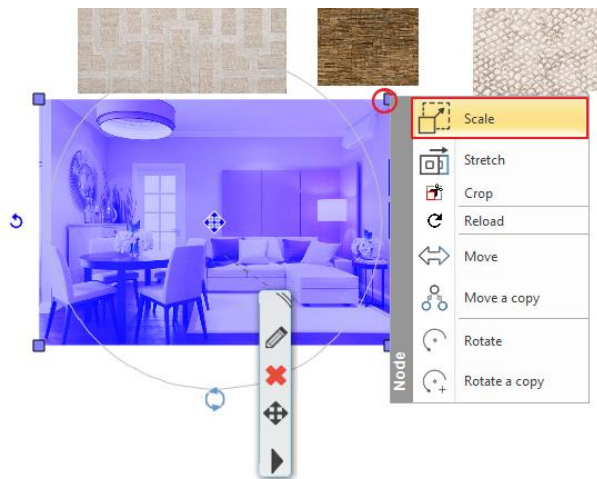 Scale
Stretch
Crop
Reload
Move
Move a copy
Rotate
Rotate a copy
Node